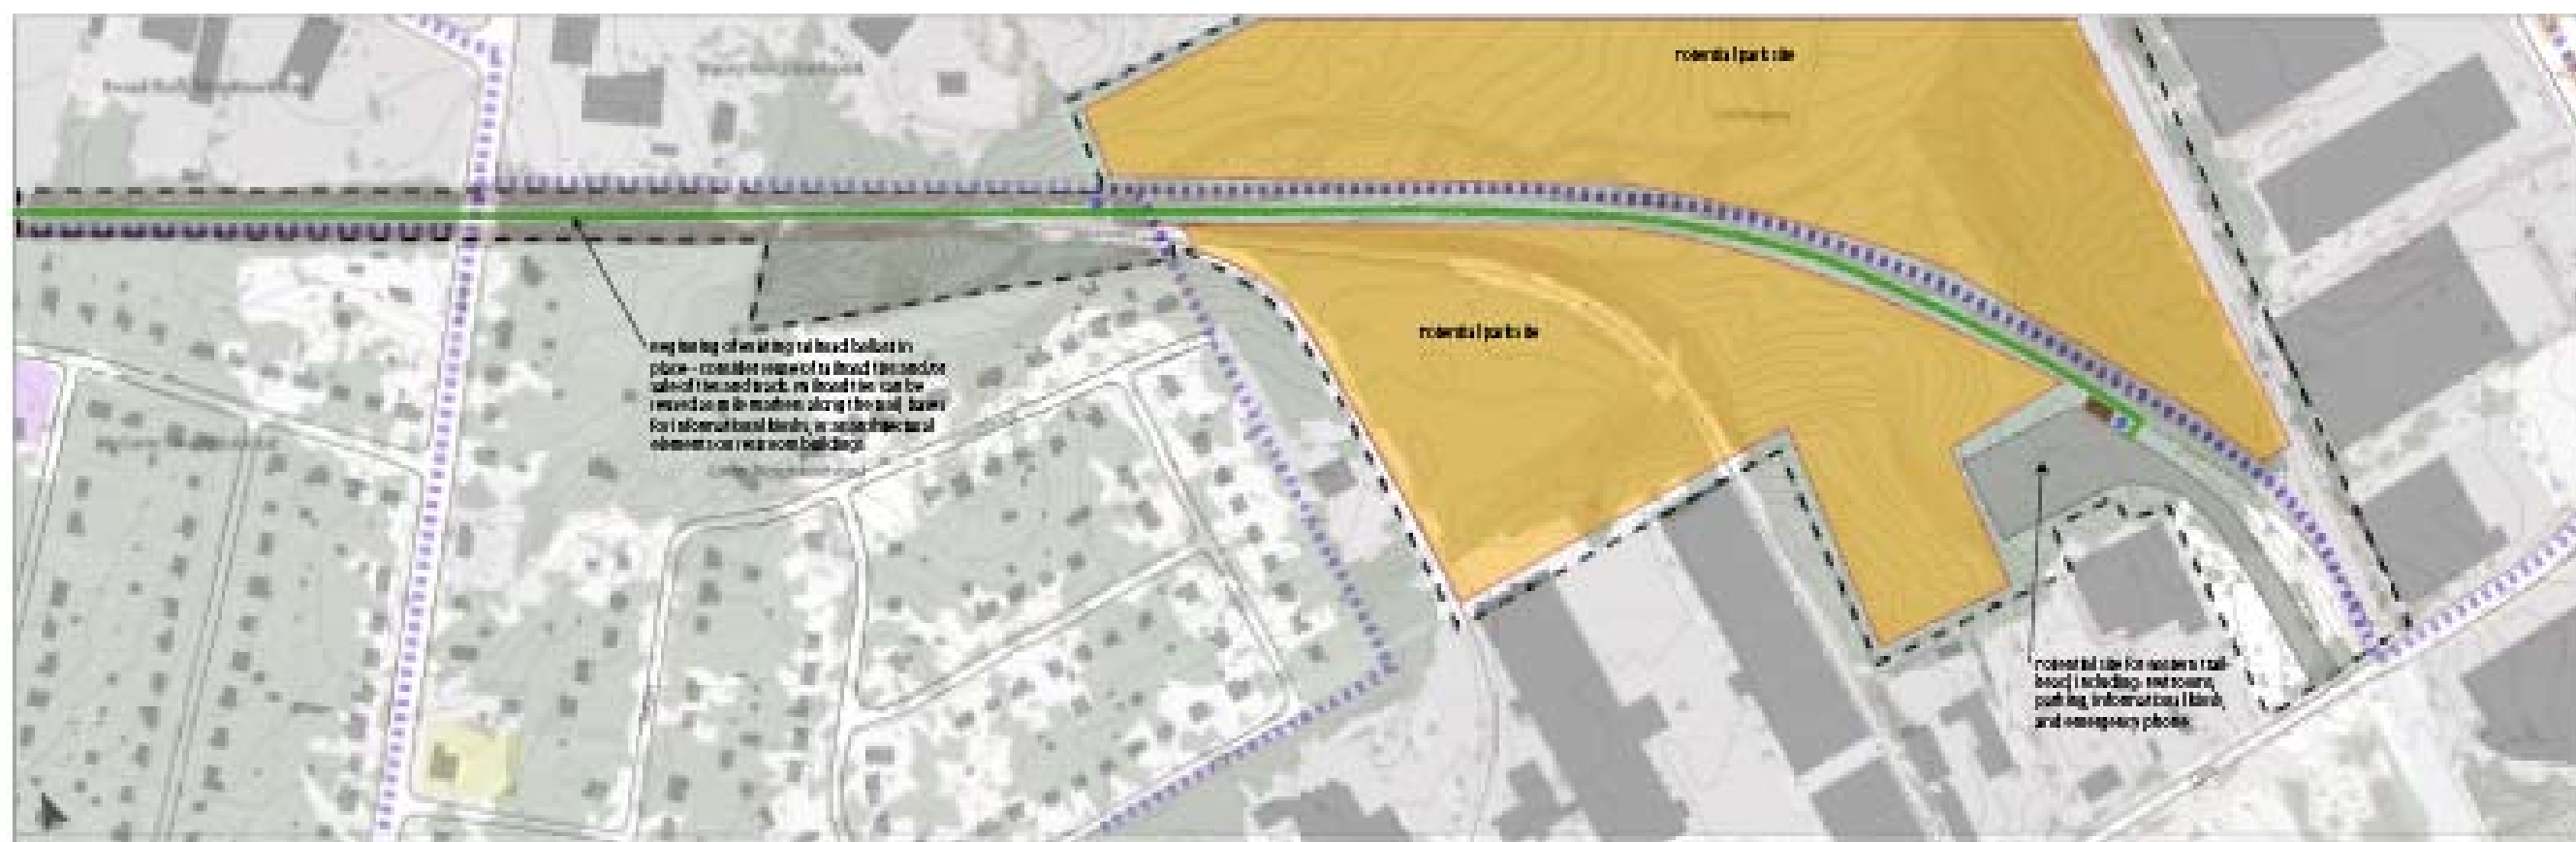 Potential park site
Potential park site
Beginning of existing railroad ballast in
place - consider reuse of railroad ties and/or
sale of ties and track. Railroad ties can be
reused as mile markers along the trail, bases
for informational kiosks, or as architectural
elements on restroom buildings
Potential site for eastern trail-
head including: restrooms,
parking, informational kiosk,
and emergency phone.